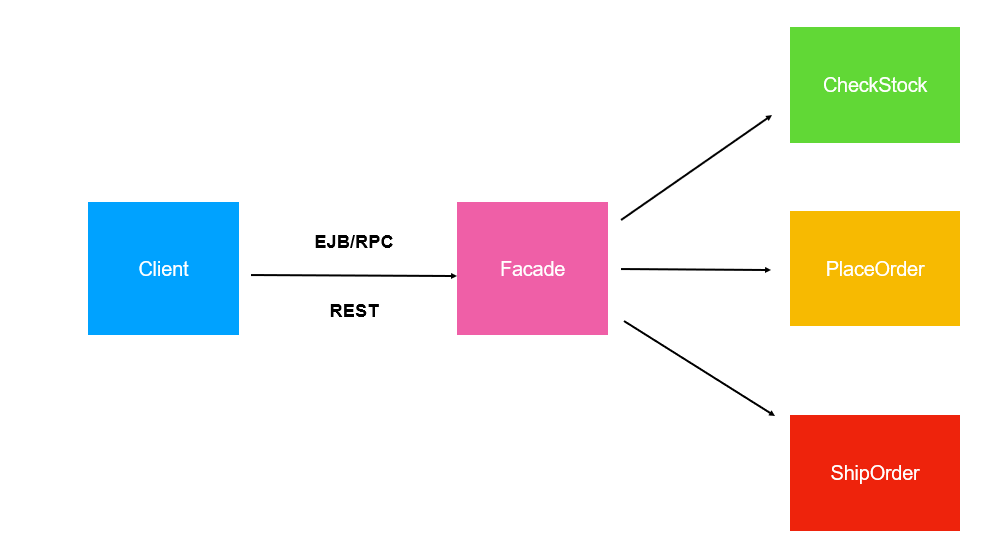 CheckStock
EJB/RPC
Client
Facade
PlaceOrder
REST
ShipOrder